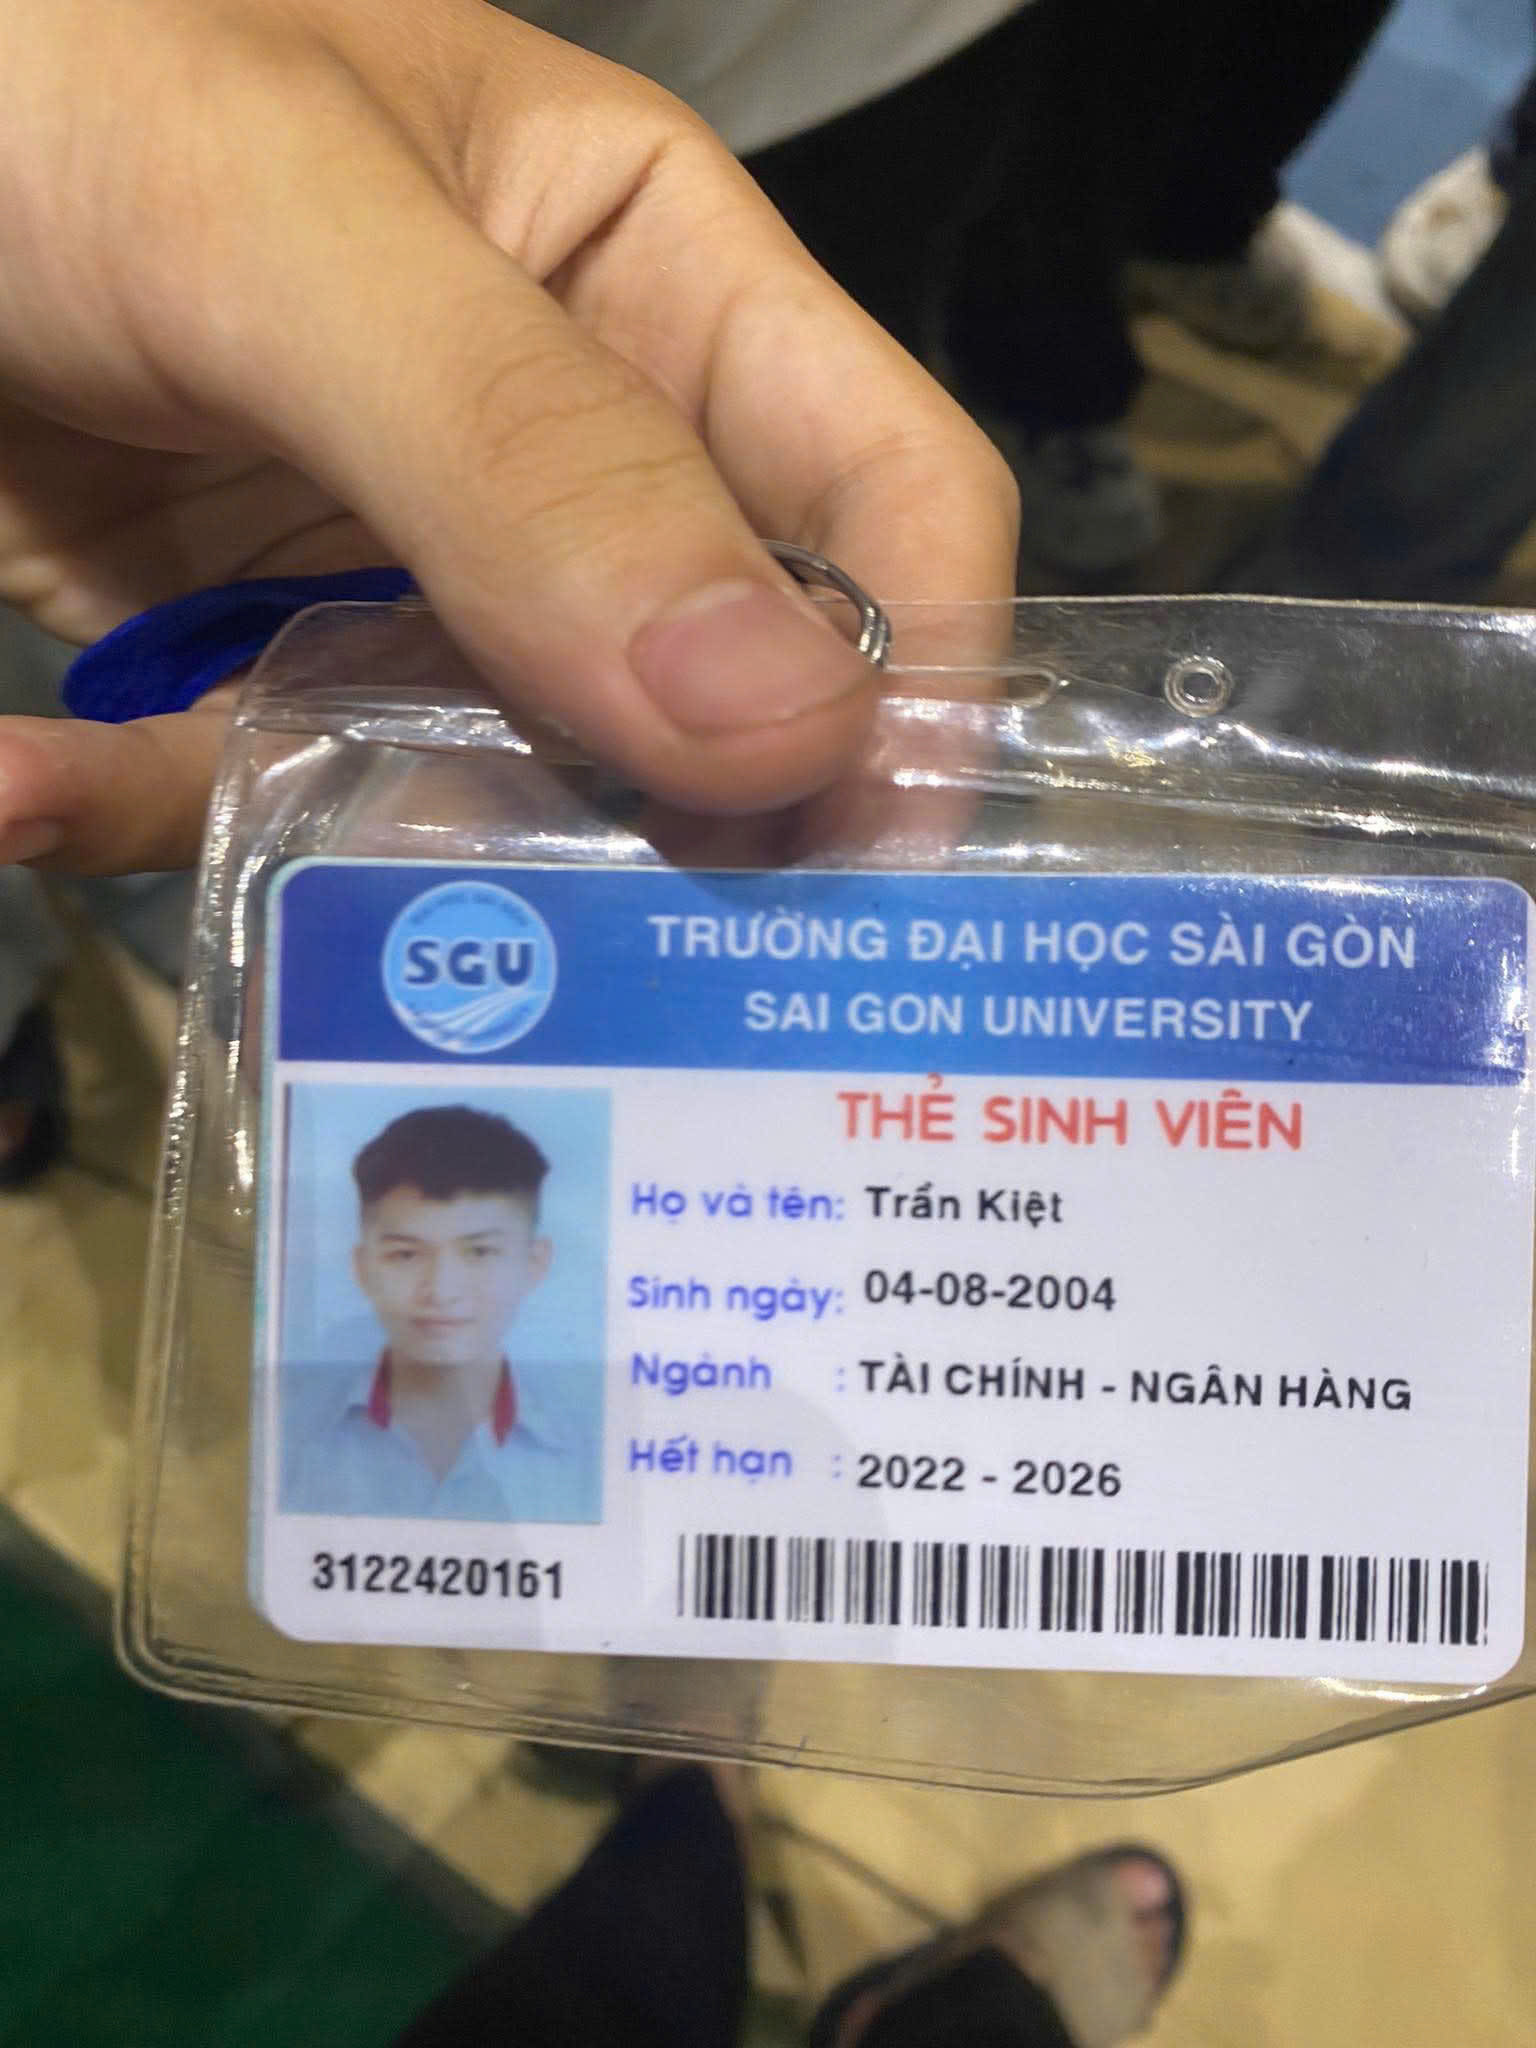 SGU
TRƯỜNG ĐẠI HỌC SÀI GÒN
SAI GON UNIVERSITY
THẺ SINH VIÊN
Họ và tên: Trần Kiệt
Sinh ngày: 04-08-2004
Ngành : TÀI CHÍNH - NGÂN HÀNG
Hết hạn : 2022 - 2026
3122420161